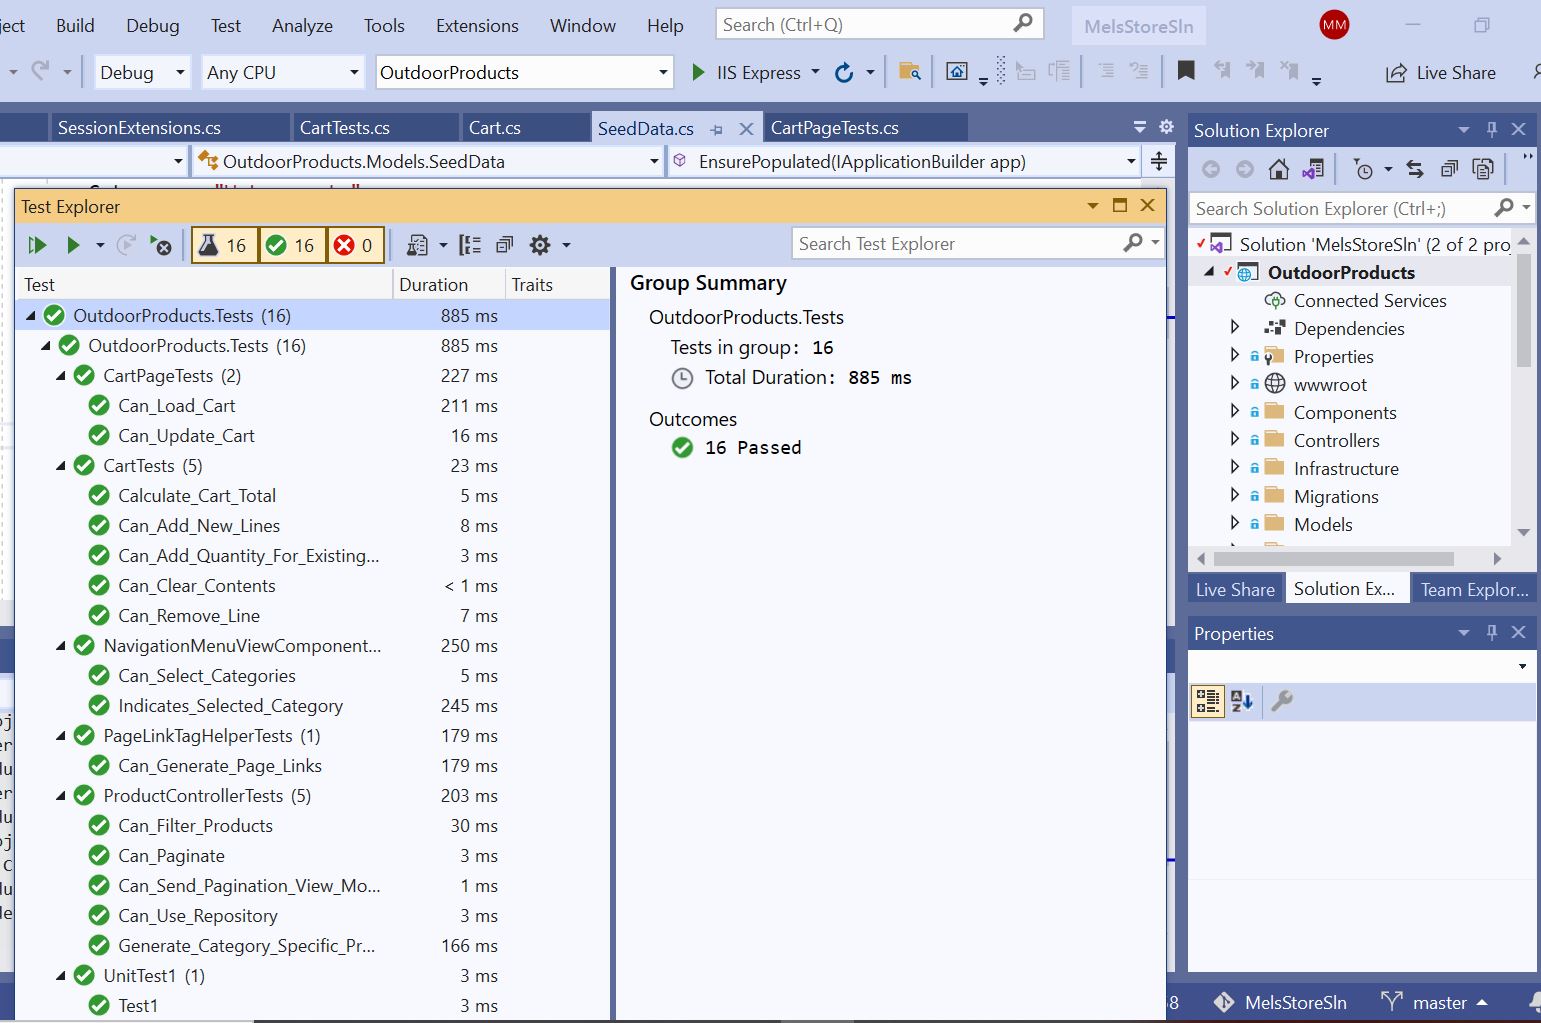 ject Build Debug Test Analyze Tools Extensions Window Help Search (Ctrl+Q) MelsStoreSln MM
Debug Any CPU OutdoorProducts IIS Express Live Share
SessionExtensions.cs CartTests.cs Cart.cs SeedData.cs CartPageTests.cs
OutdoorProducts.Models.SeedData EnsurePopulated(IApplicationBuilder app)
Test Explorer
16 16 0 Search Test Explorer
Test Duration Traits
OutdoorProducts.Tests (16) 885 ms
OutdoorProducts.Tests (16) 885 ms
CartPageTests (2) 227 ms
Can_Load_Cart 211 ms
Can_Update_Cart 16 ms
CartTests (5) 23 ms
Calculate_Cart_Total 5 ms
Can_Add_New_Lines 8 ms
Can_Add_Quantity_For_Existing... 3 ms
Can_Clear_Contents < 1 ms
Can_Remove_Line 7 ms
NavigationMenuViewComponent... 250 ms
Can_Select_Categories 5 ms
Indicates_Selected_Category 245 ms
PageLinkTagHelperTests (1) 179 ms
Can_Generate_Page_Links 179 ms
ProductControllerTests (5) 203 ms
Can_Filter_Products 30 ms
Can_Paginate 3 ms
Can_Send_Pagination_View_Mo... 1 ms
Can_Use_Repository 3 ms
Generate_Category_Specific_Pr... 166 ms
UnitTest1 (1) 3 ms
Test1 3 ms
Group Summary
OutdoorProducts.Tests
Tests in group: 16
Total Duration: 885 ms
Outcomes
16 Passed
Solution Explorer
Search Solution Explorer (Ctrl+;)
Solution 'MelsStoreSln' (2 of 2 pro
OutdoorProducts
Connected Services
Dependencies
Properties
wwwroot
Components
Controllers
Infrastructure
Migrations
Models
Live Share Solution Ex... Team Explor...
Properties
MelsStoreSln master